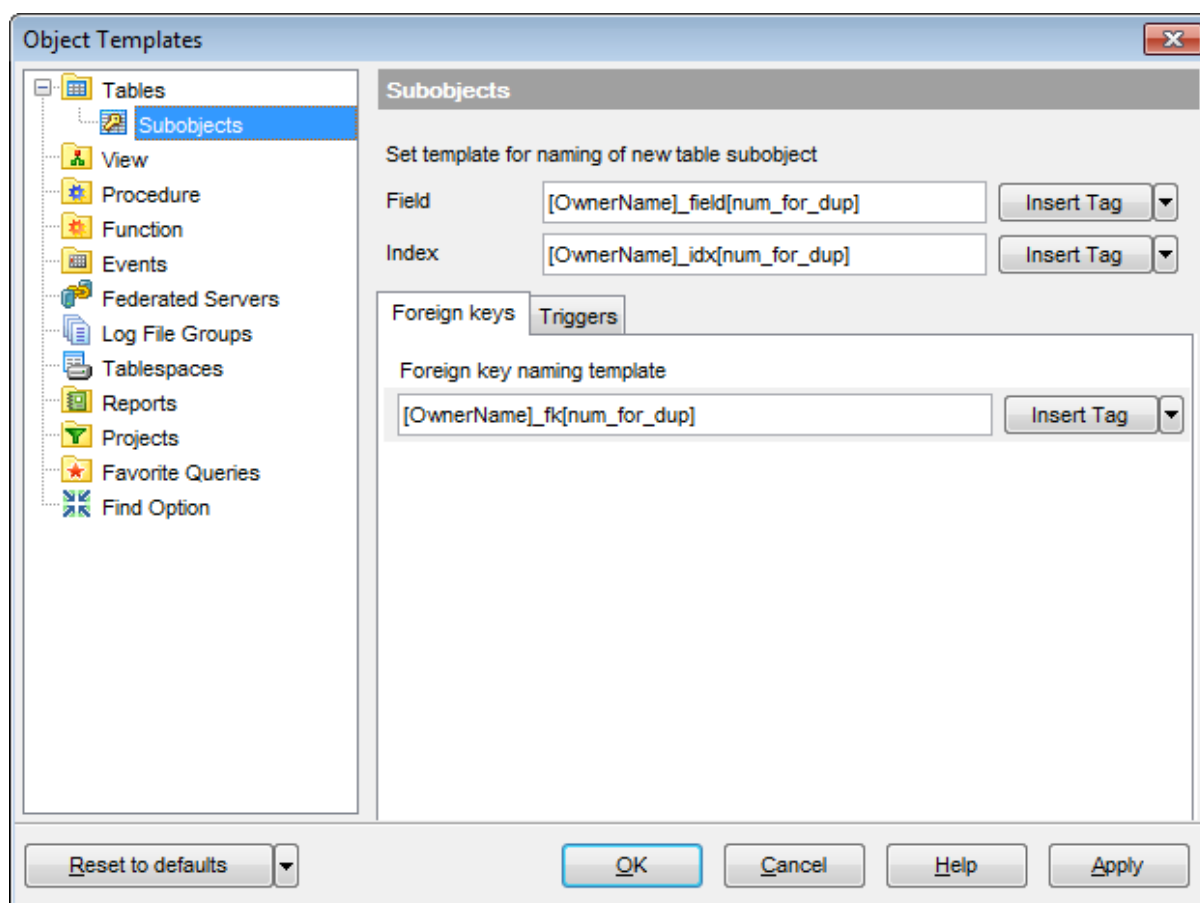 Object Templates
Tables
Subobjects
View
Procedure
Function
Events
Federated Servers
Log File Groups
Tablespaces
Reports
Projects
Favorite Queries
Find Option
Subobjects
Set template for naming of new table subobject
Field [OwnerName]_field[num_for_dup] Insert Tag
Index [OwnerName]_idx[num_for_dup] Insert Tag
Foreign keys Triggers
Foreign key naming template
[OwnerName]_fk[num_for_dup] Insert Tag
Reset to defaults OK Cancel Help Apply